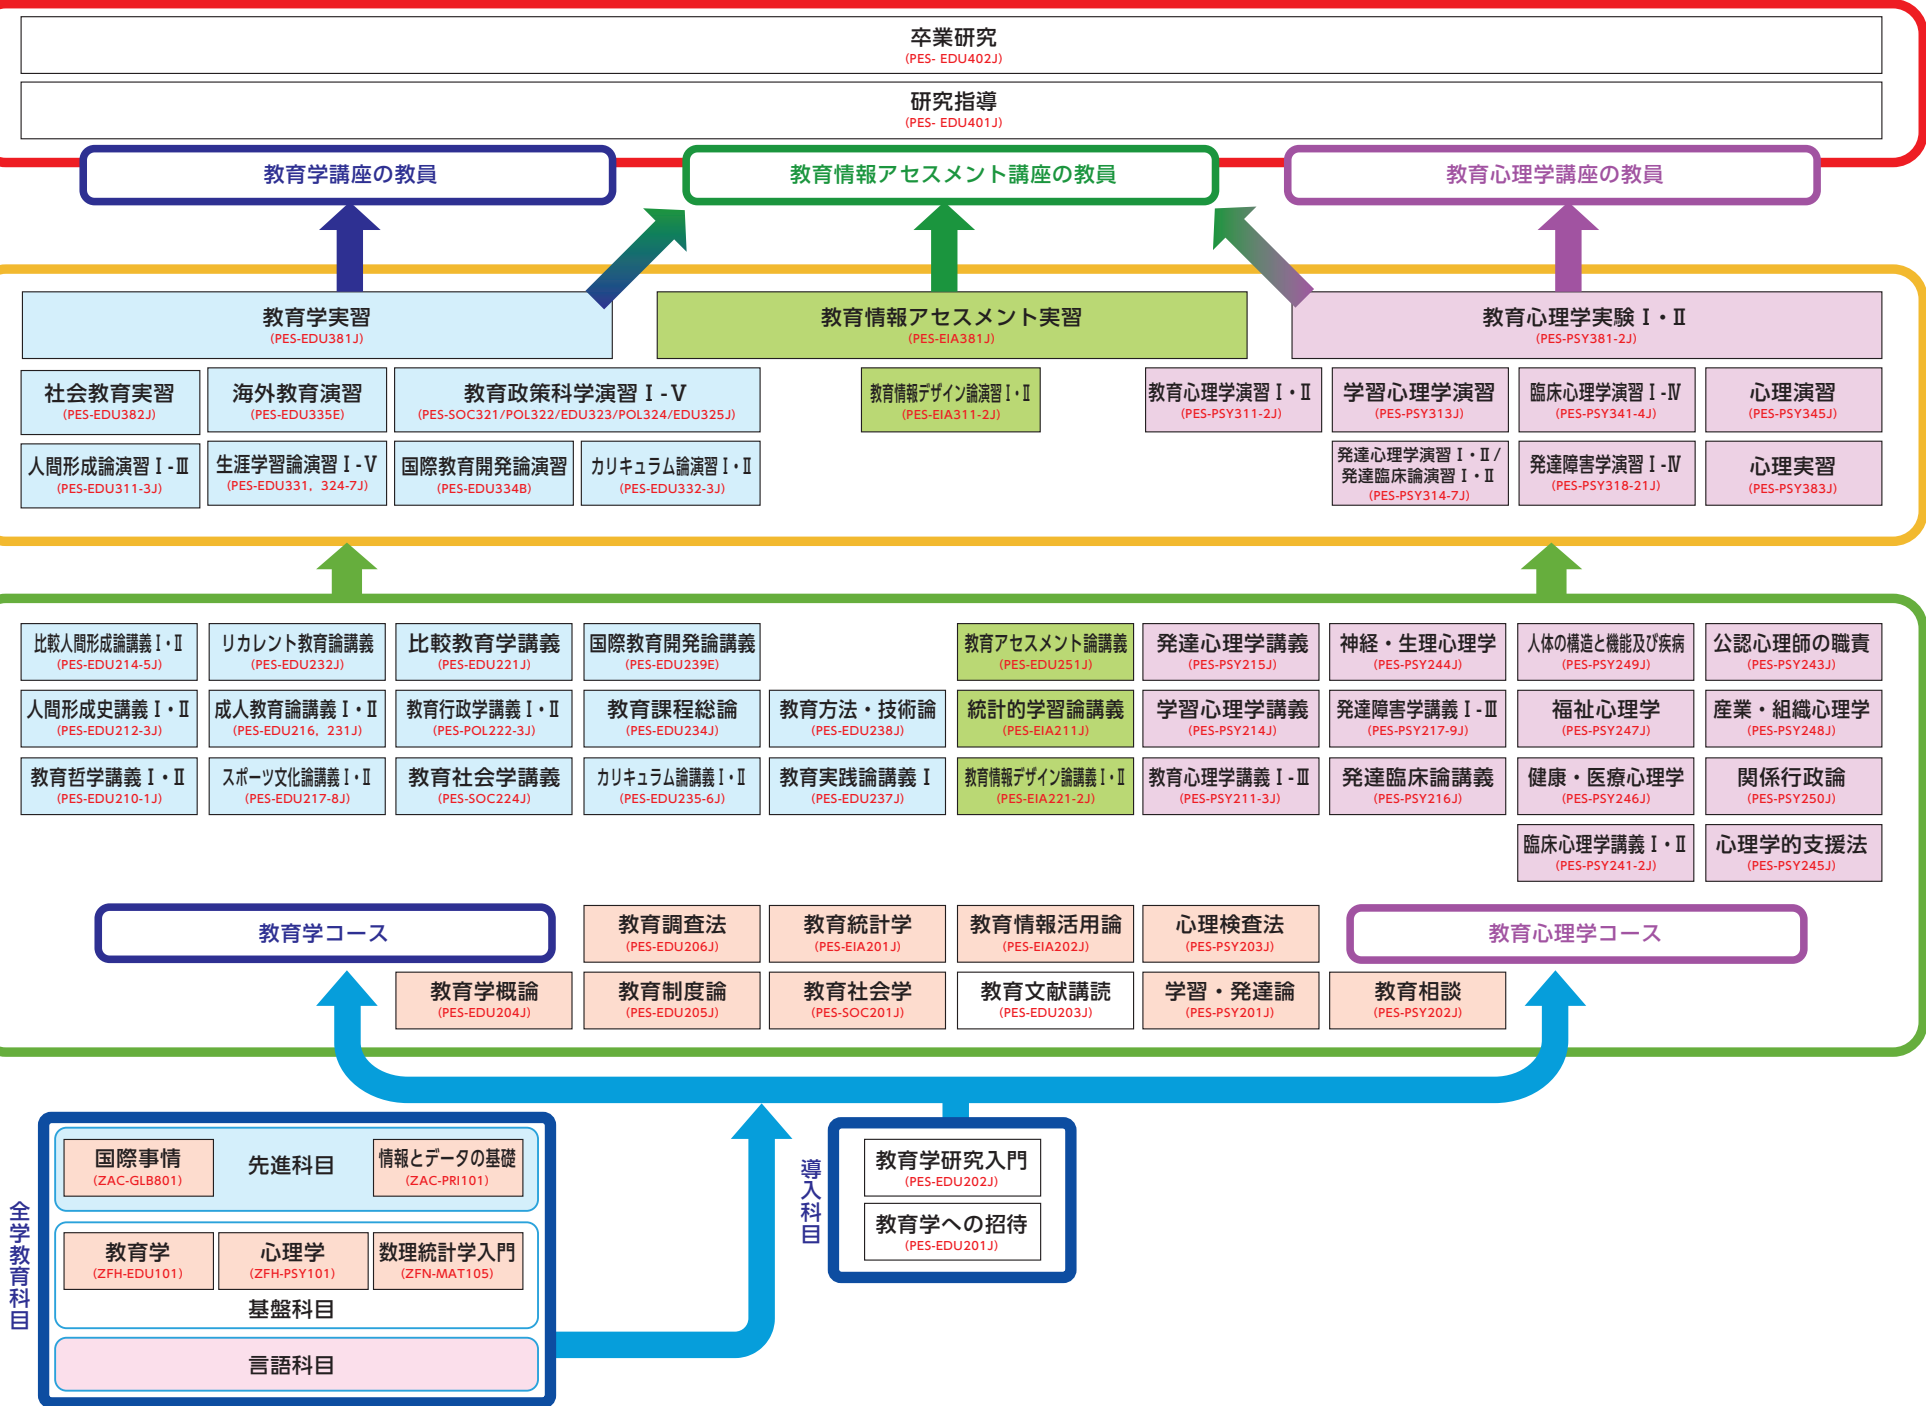 卒業研究
(PES- EDU402J)
研究指導
(PES- EDU401J)
教育学講座の教員
教育情報アセスメント講座の教員
教育心理学講座の教員
教育学実習
(PES-EDU381J)
教育情報アセスメント実習
(PES-EIA381J)
教育心理学実験Ⅰ・Ⅱ
(PES-PSY381-2J)
社会教育実習
(PES-EDU382J)
海外教育演習
(PES-EDU335E)
教育政策科学演習Ⅰ-Ⅴ
(PES-SOC321/POL322/EDU323/POL324/EDU325J)
教育情報デザイン論演習Ⅰ・Ⅱ
(PES-EIA311-2J)
教育心理学演習Ⅰ・Ⅱ
(PES-PSY311-2J)
学習心理学演習
(PES-PSY313J)
臨床心理学演習Ⅰ-Ⅳ
(PES-PSY341-4J)
心理演習
(PES-PSY345J)
人間形成論演習Ⅰ-Ⅲ
(PES-EDU311-3J)
生涯学習論演習Ⅰ-Ⅴ
(PES-EDU331, 324-7J)
国際教育開発論演習
(PES-EDU334B)
カリキュラム論演習Ⅰ・Ⅱ
(PES-EDU332-3J)
発達心理学演習Ⅰ・Ⅱ/
発達臨床論演習Ⅰ・Ⅱ
(PES-PSY314-7J)
発達障害学演習Ⅰ-Ⅳ
(PES-PSY318-21J)
心理実習
(PES-PSY383J)
比較人間形成論講義Ⅰ・Ⅱ
(PES-EDU214-5J)
リカレント教育論講義
(PES-EDU232J)
比較教育学講義
(PES-EDU221J)
国際教育開発論講義
(PES-EDU239E)
教育アセスメント論講義
(PES-EDU251J)
発達心理学講義
(PES-PSY215J)
神経・生理心理学
(PES-PSY244J)
人体の構造と機能及び疾病
(PES-PSY249J)
公認心理師の職責
(PES-PSY243J)
人間形成史講義Ⅰ・Ⅱ
(PES-EDU212-3J)
成人教育論講義Ⅰ・Ⅱ
(PES-EDU216, 231J)
教育行政学講義Ⅰ・Ⅱ
(PES-POL222-3J)
教育課程総論
(PES-EDU234J)
教育方法・技術論
(PES-EDU238J)
統計的学習論講義
(PES-EIA211J)
学習心理学講義
(PES-PSY214J)
発達障害学講義Ⅰ-Ⅲ
(PES-PSY217-9J)
福祉心理学
(PES-PSY247J)
産業・組織心理学
(PES-PSY248J)
教育哲学講義Ⅰ・Ⅱ
(PES-EDU210-1J)
スポーツ文化論講義Ⅰ・Ⅱ
(PES-EDU217-8J)
教育社会学講義
(PES-SOC224J)
カリキュラム論講義Ⅰ・Ⅱ
(PES-EDU235-6J)
教育実践論講義Ⅰ
(PES-EDU237J)
教育情報デザイン論講義Ⅰ・Ⅱ
(PES-EIA221-2J)
教育心理学講義Ⅰ-Ⅲ
(PES-PSY211-3J)
発達臨床論講義
(PES-PSY216J)
健康・医療心理学
(PES-PSY246J)
関係行政論
(PES-PSY250J)
臨床心理学講義Ⅰ・Ⅱ
(PES-PSY241-2J)
心理学的支援法
(PES-PSY245J)
教育学コース
教育調査法
(PES-EDU206J)
教育統計学
(PES-EIA201J)
教育情報活用論
(PES-EIA202J)
心理検査法
(PES-PSY203J)
教育心理学コース
教育学概論
(PES-EDU204J)
教育制度論
(PES-EDU205J)
教育社会学
(PES-SOC201J)
教育文献講読
(PES-EDU203J)
学習・発達論
(PES-PSY201J)
教育相談
(PES-PSY202J)
全学教育科目
国際事情
(ZAC-GLB801)
先進科目
情報とデータの基礎
(ZAC-PRI101)
教育学
(ZFH-EDU101)
心理学
(ZFH-PSY101)
数理統計学入門
(ZFN-MAT105)
基盤科目
言語科目
導入科目
教育学研究入門
(PES-EDU202J)
教育学への招待
(PES-EDU201J)